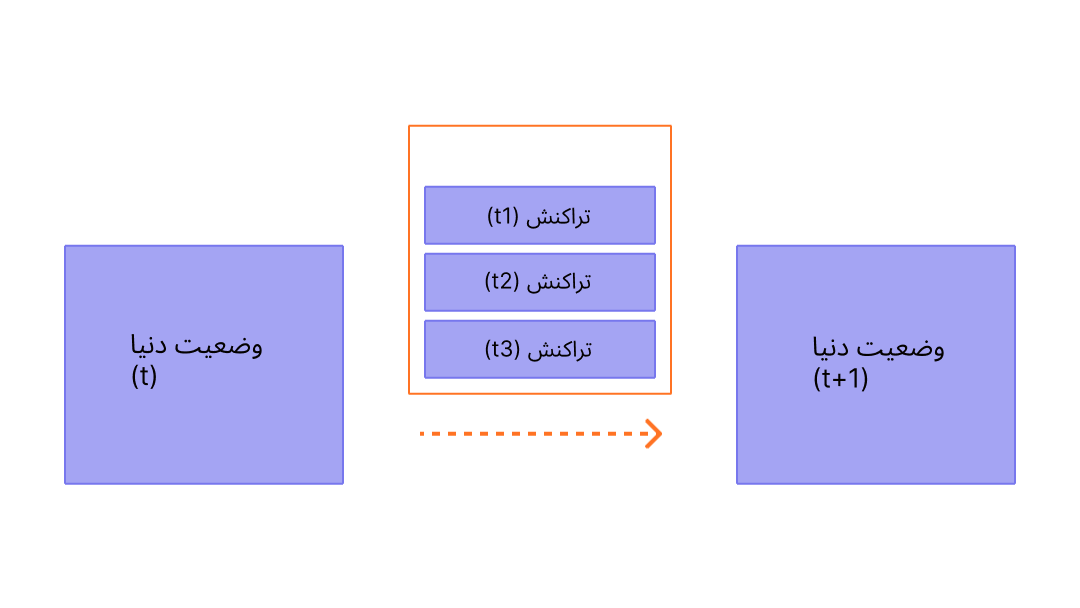 وضعیت دنیا
(t)
تراکنش (t1)
تراکنش (t2)
تراکنش (t3)
وضعیت دنیا
(t+1)